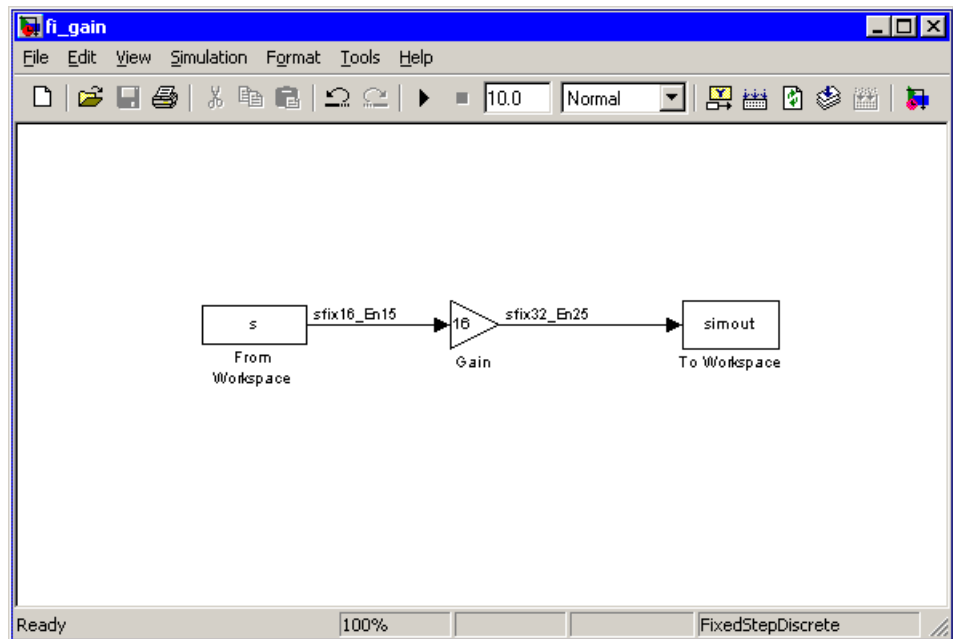 fi_gain
File Edit View Simulation Format Tools Help
10.0 Normal
s
sfix16_En15
16
sfix32_En25
simout
From
Workspace
Gain
To Workspace
Ready 100% FixedStepDiscrete